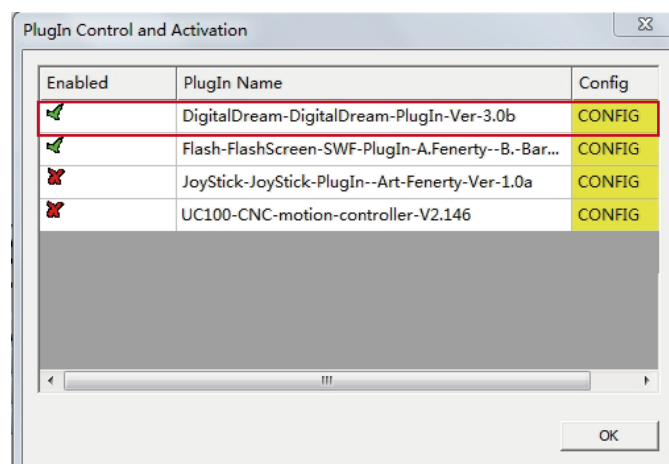 PlugIn Control and Activation
Enabled PlugIn Name Config
DigitalDream-DigitalDream-PlugIn-Ver-3.0b CONFIG
Flash-FlashScreen-SWF-PlugIn-A.Fenerty--B.-Bar... CONFIG
JoyStick-JoyStick-PlugIn--Art-Fenerty-Ver-1.0a CONFIG
UC100-CNC-motion-controller-V2.146 CONFIG
OK